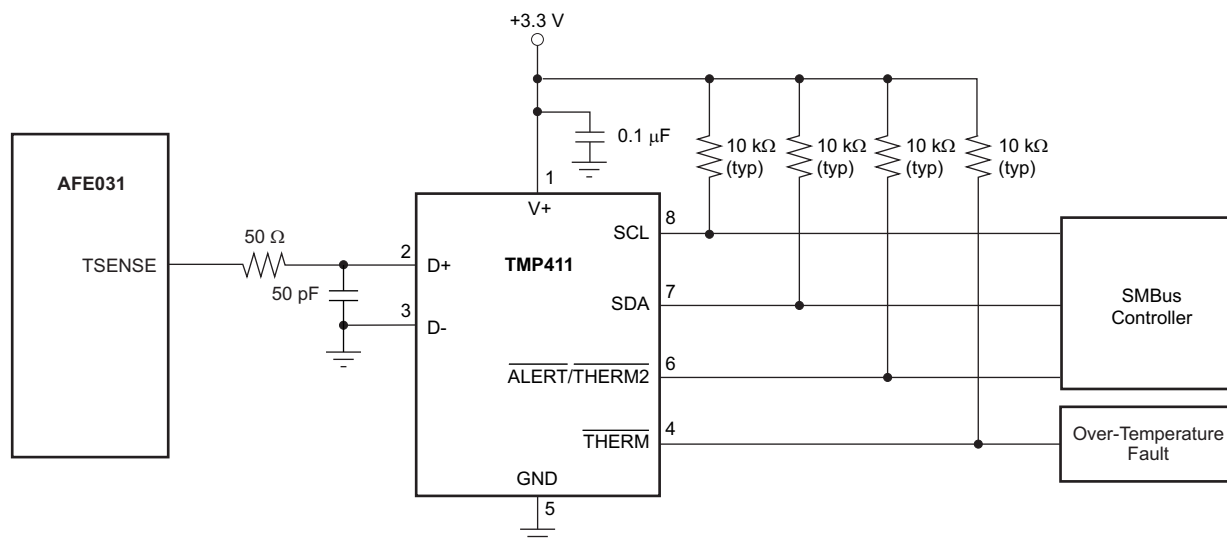 +3.3 V
0.1 μF
10 kΩ
(typ)
10 kΩ
(typ)
10 kΩ
(typ)
10 kΩ
(typ)
AFE031
TSENSE
50 Ω
50 pF
1
V+
2
D+
3
D-
TMP411
SCL
8
SDA
7
ALERT/THERM2
6
THERM
4
GND
5
SMBus
Controller
Over-Temperature
Fault